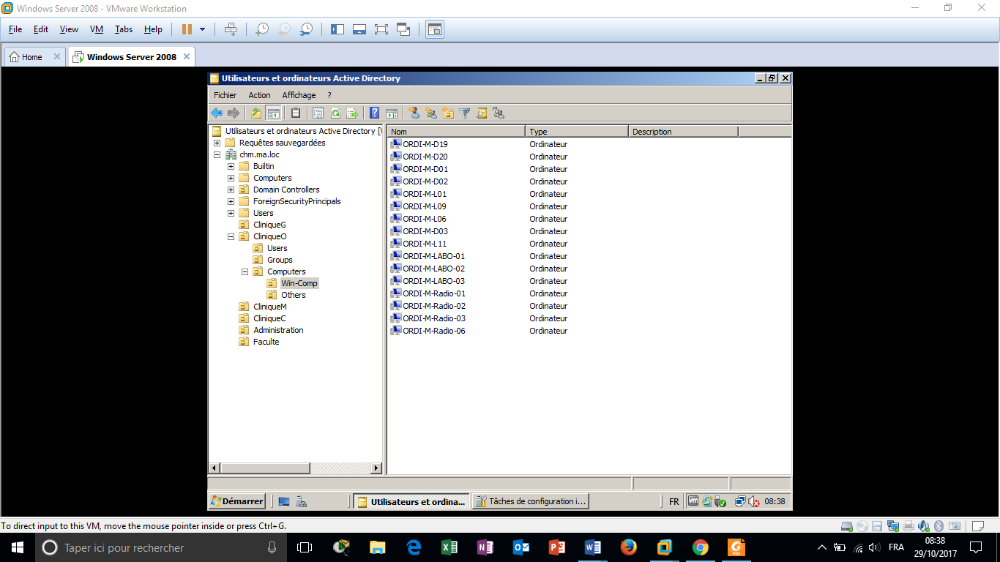 Windows Server 2008 - VMware Workstation
File Edit View VM Tabs Help
Home Windows Server 2008
Utilisateurs et ordinateurs Active Directory
Fichier Action Affichage ?
Utilisateurs et ordinateurs Active Directory [
Requêtes sauvegardées
chm.ma.loc
Builtin
Computers
Domain Controllers
ForeignSecurityPrincipals
Users
CliniqueG
CliniqueO
Users
Groups
Computers
Win-Comp
Others
CliniqueM
CliniqueC
Administration
Faculte
Nom Type Description
ORDI-M-D19 Ordinateur
ORDI-M-D20 Ordinateur
ORDI-M-D01 Ordinateur
ORDI-M-D02 Ordinateur
ORDI-M-L01 Ordinateur
ORDI-M-L09 Ordinateur
ORDI-M-L06 Ordinateur
ORDI-M-D03 Ordinateur
ORDI-M-L11 Ordinateur
ORDI-M-LABO-01 Ordinateur
ORDI-M-LABO-02 Ordinateur
ORDI-M-LABO-03 Ordinateur
ORDI-M-Radio-01 Ordinateur
ORDI-M-Radio-02 Ordinateur
ORDI-M-Radio-03 Ordinateur
ORDI-M-Radio-06 Ordinateur
Démarrer Utilisateurs et ordina... Tâches de configuration i... FR vm 08:38
To direct input to this VM, move the mouse pointer inside or press Ctrl+G.
Taper ici pour rechercher FRA 08:38
29/10/2017